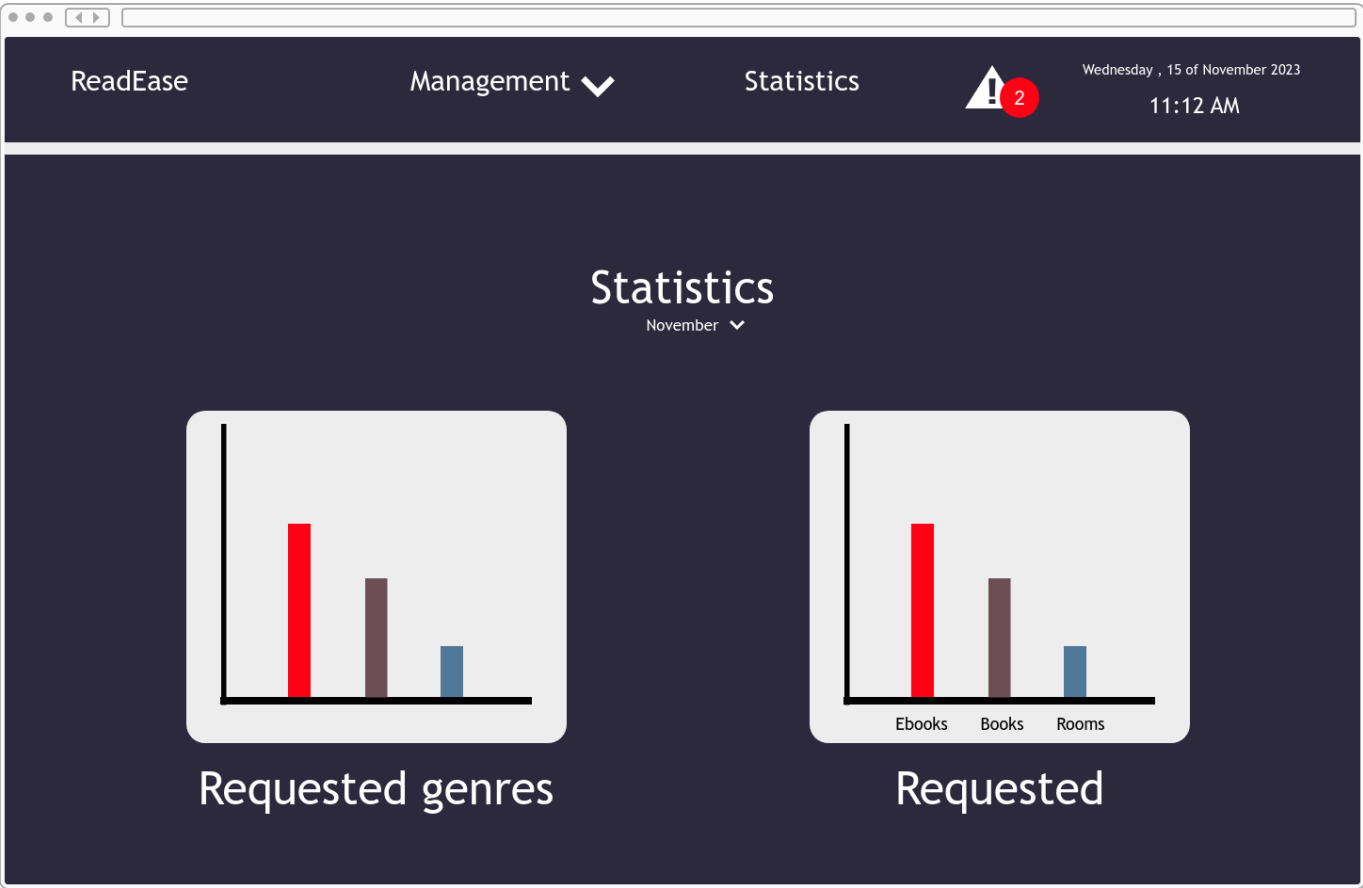 ReadEase
Management
Statistics
2
Wednesday , 15 of November 2023
11:12 AM
Statistics
November
Ebooks
Books
Rooms
Requested genres
Requested